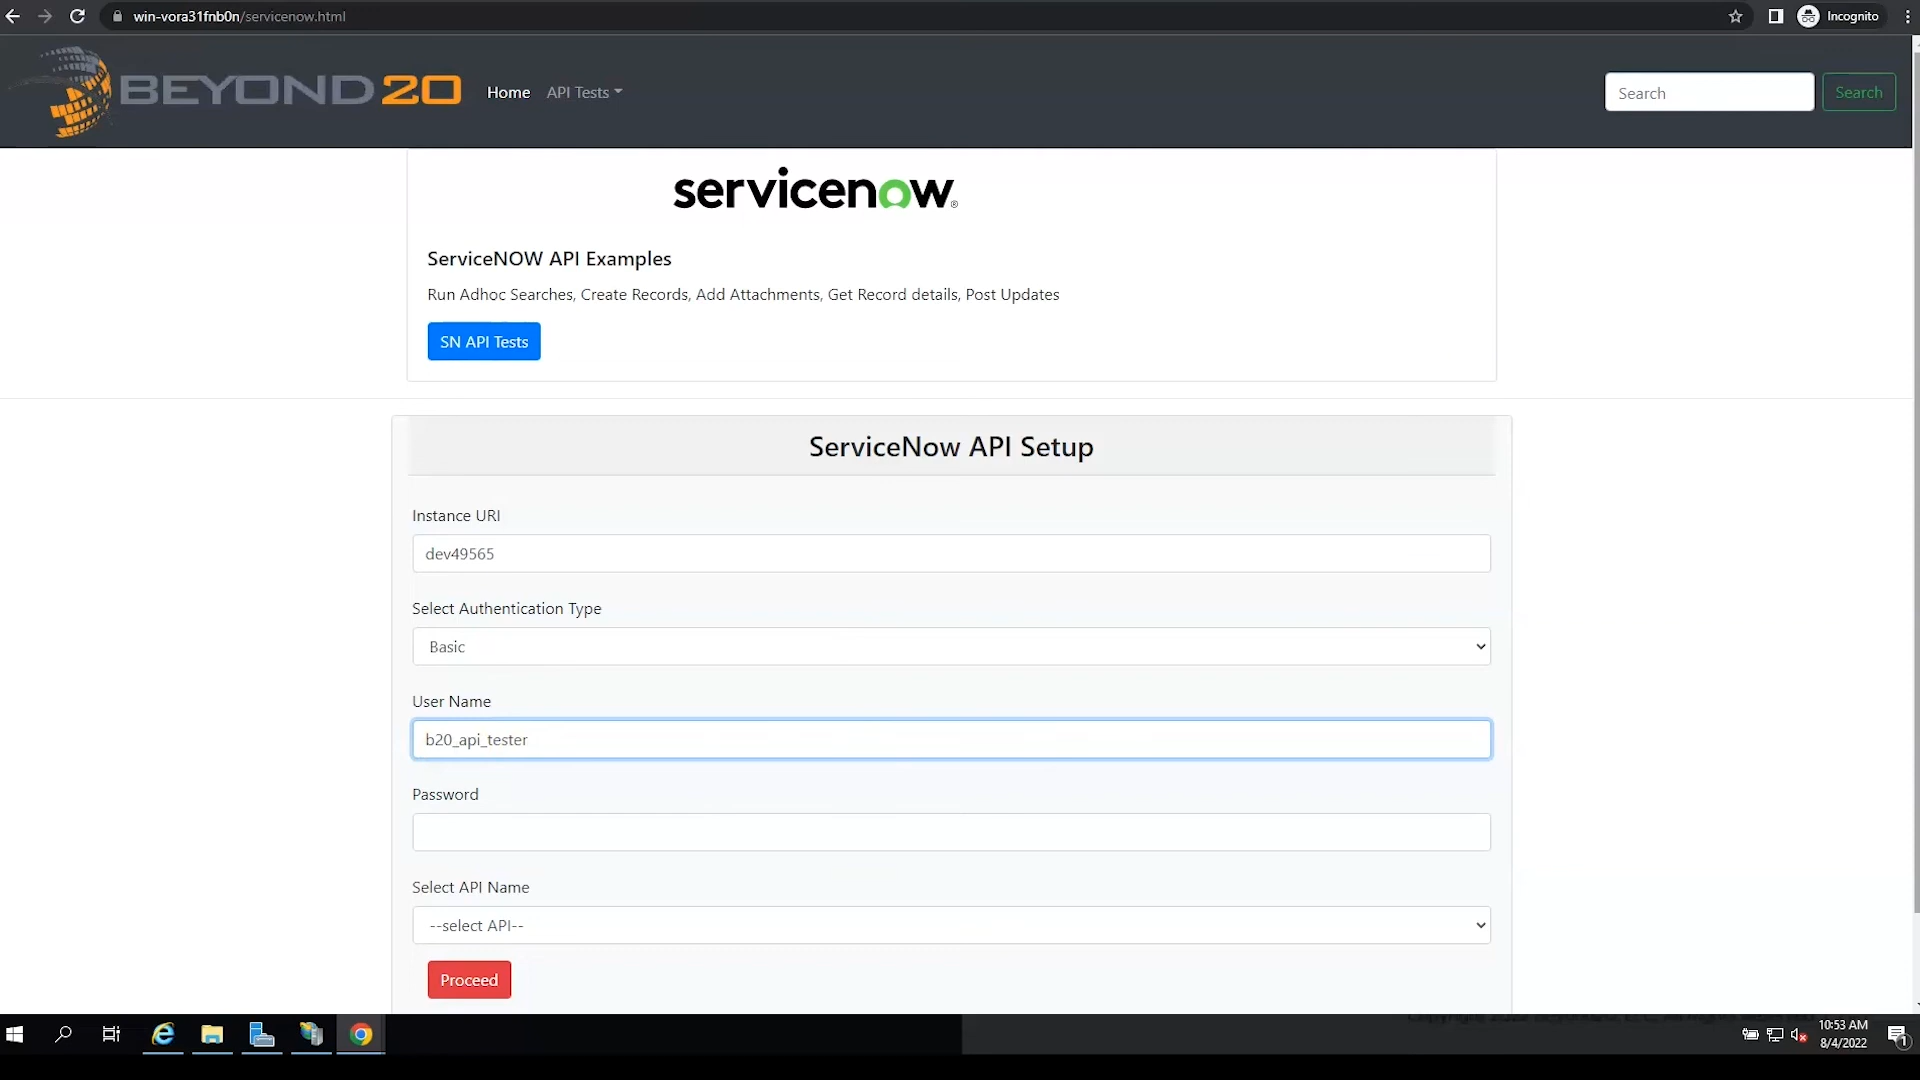 win-vora31fnb0n/servicenow.html
Incognito
BEYOND20
Home
API Tests
Search
Search
servicenow®
ServiceNOW API Examples
Run Adhoc Searches, Create Records, Add Attachments, Get Record details, Post Updates
SN API Tests
ServiceNow API Setup
Instance URI
dev49565
Select Authentication Type
Basic
User Name
b20_api_tester
Password
Select API Name
--select API--
Proceed
10:53 AM
8/4/2022
1